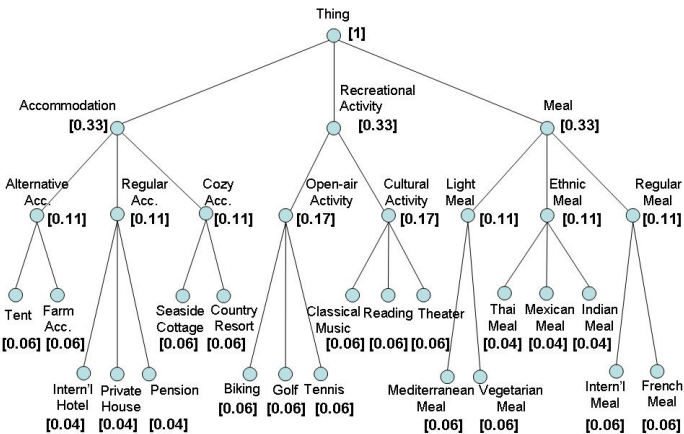 Thing
[1]
Accommodation
[0.33]
Recreational
Activity
[0.33]
Meal
[0.33]
Alternative
Acc.
[0.11]
Regular
Acc.
[0.11]
Cozy
Acc.
[0.11]
Open-air
Activity
[0.17]
Cultural
Activity
[0.17]
Light
Meal
[0.11]
Ethnic
Meal
[0.11]
Regular
Meal
[0.11]
Tent
[0.06]
Farm
Acc.
[0.06]
Seaside
Cottage
[0.06]
Country
Resort
[0.06]
Classical
Music
[0.06]
Reading
[0.06]
Theater
[0.06]
Thai
Meal
[0.04]
Mexican
Meal
[0.04]
Indian
Meal
[0.04]
Intern'l
Hotel
[0.04]
Private
House
[0.04]
Pension
[0.04]
Biking
[0.06]
Golf
[0.06]
Tennis
[0.06]
Mediterranean
Meal
[0.06]
Vegetarian
Meal
[0.06]
Intern'l
Meal
[0.06]
French
Meal
[0.06]